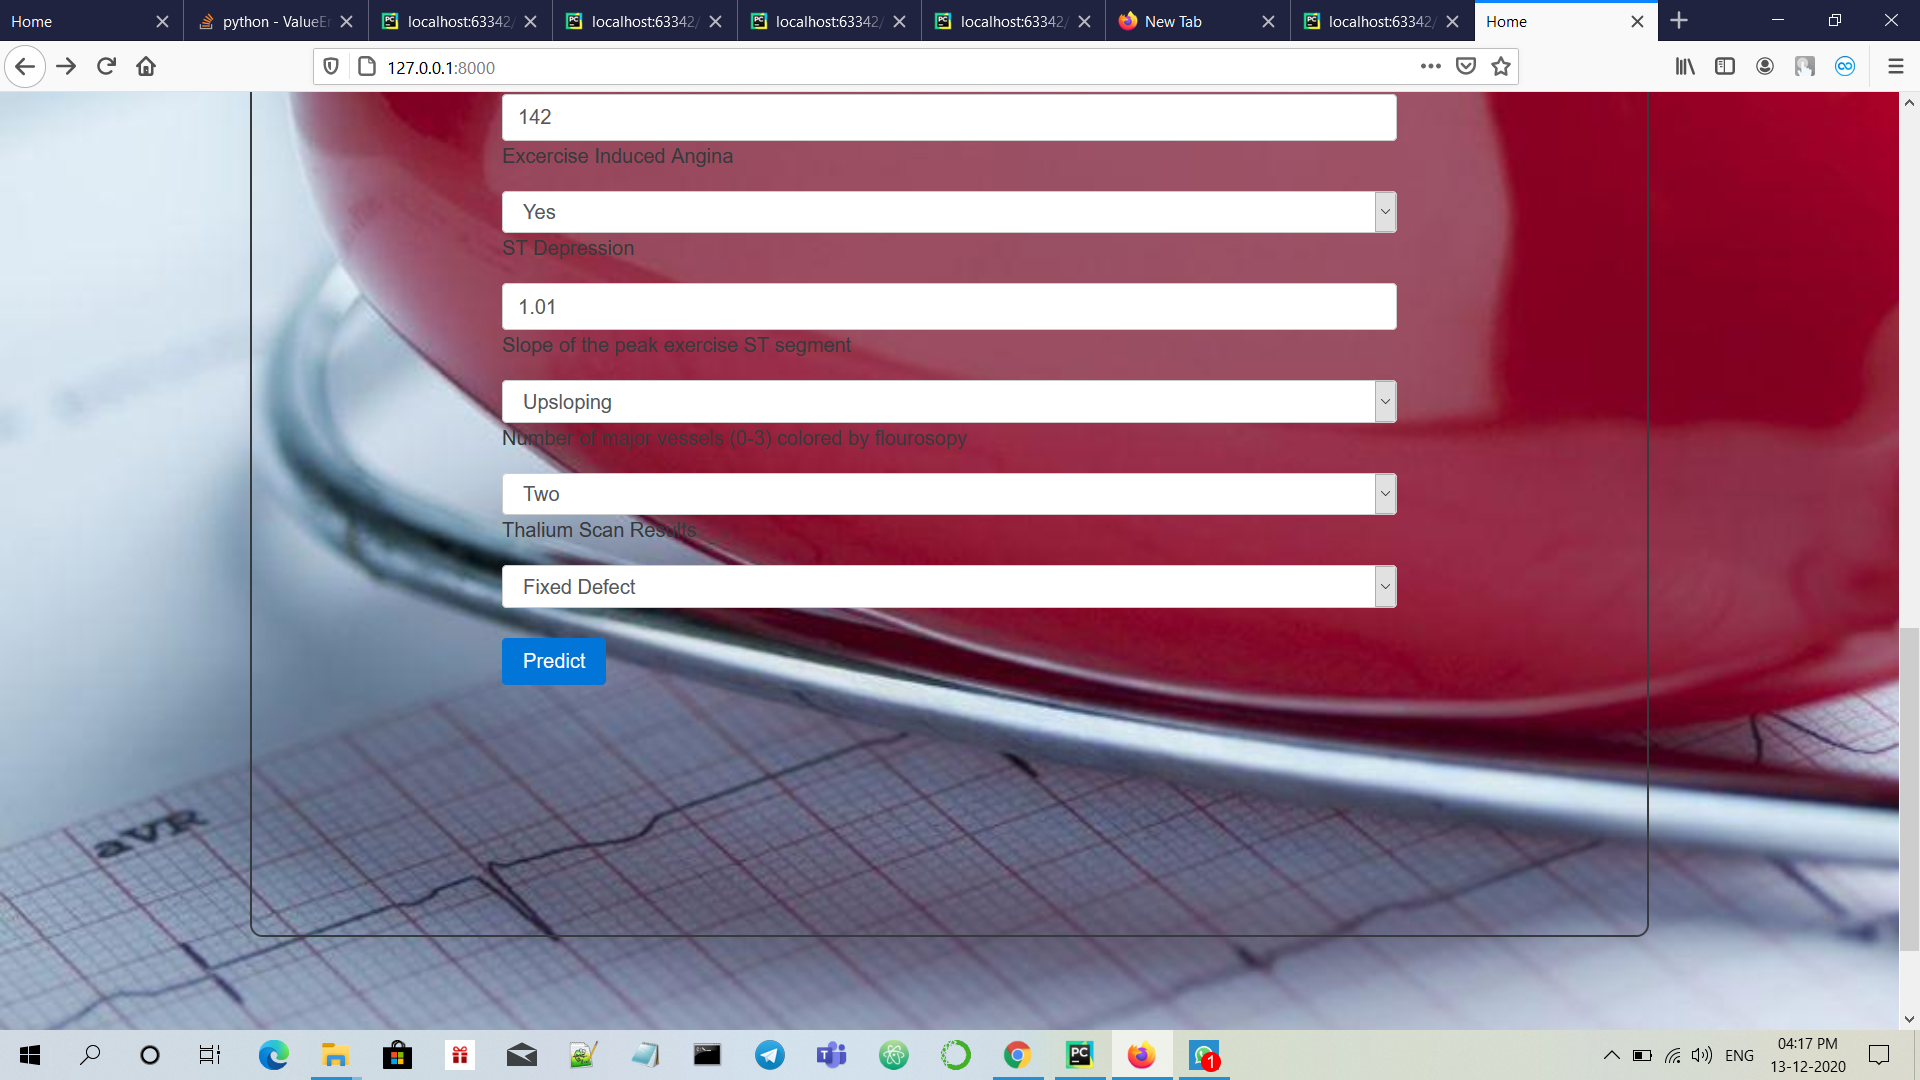 Home
python - ValueEr
localhost:63342/
localhost:63342/
localhost:63342/
localhost:63342/
New Tab
localhost:63342/
Home
127.0.0.1:8000
142
Excercise Induced Angina
Yes
ST Depression
1.01
Slope of the peak exercise ST segment
Upsloping
Number of major vessels (0-3) colored by flourosopy
Two
Thalium Scan Results
Fixed Defect
Predict
aVR
ENG
04:17 PM
13-12-2020
1